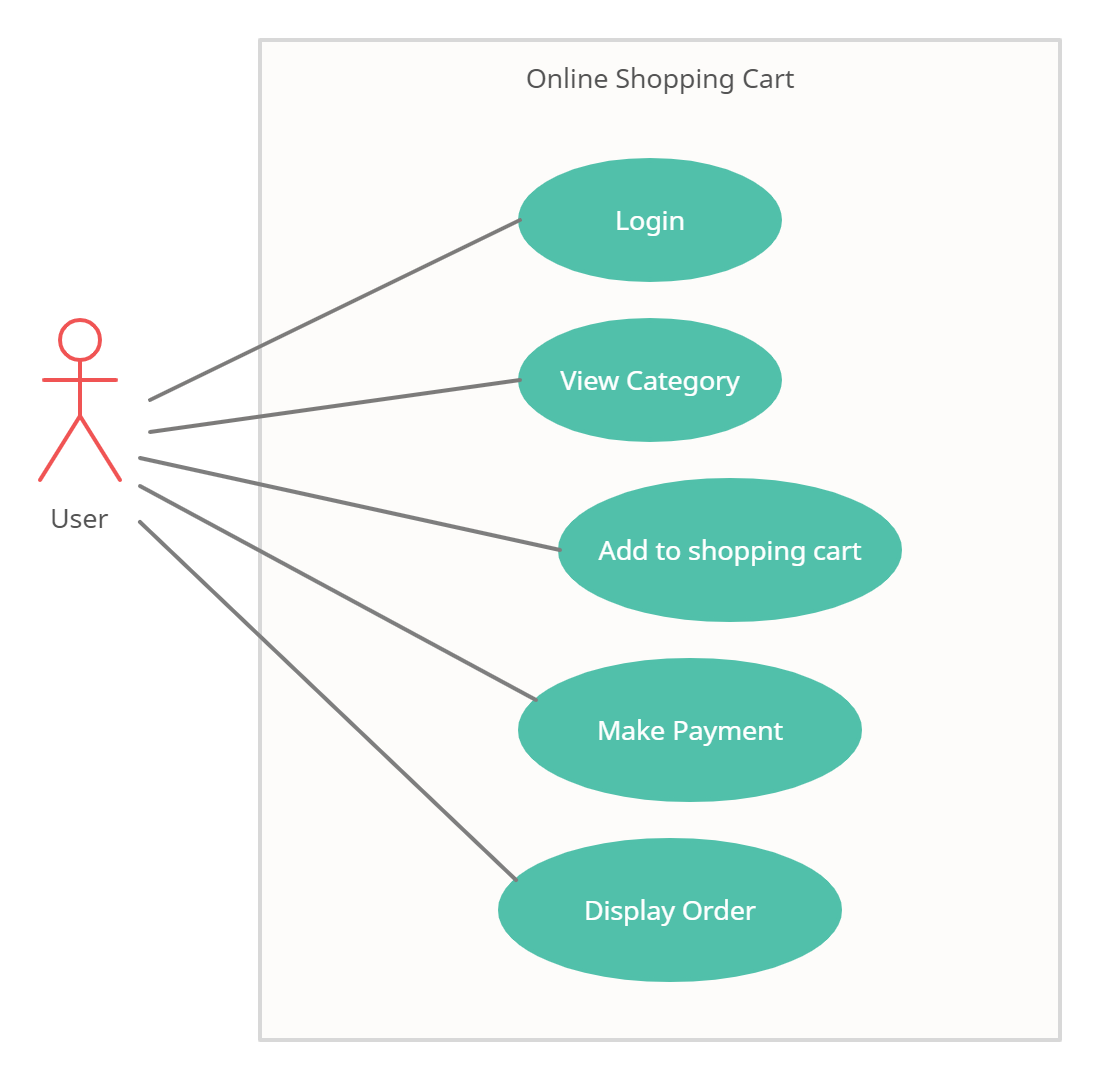 Online Shopping Cart
Login
View Category
Add to shopping cart
User
Make Payment
Display Order